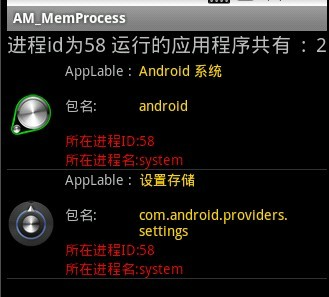 AM_MemProcess
进程id为58 运行的应用程序共有 : 2
AppLable : Android 系统
包名: android
所在进程ID:58
所在进程名:system
AppLable : 设置存储
包名: com.android.providers.
settings
所在进程ID:58
所在进程名:system